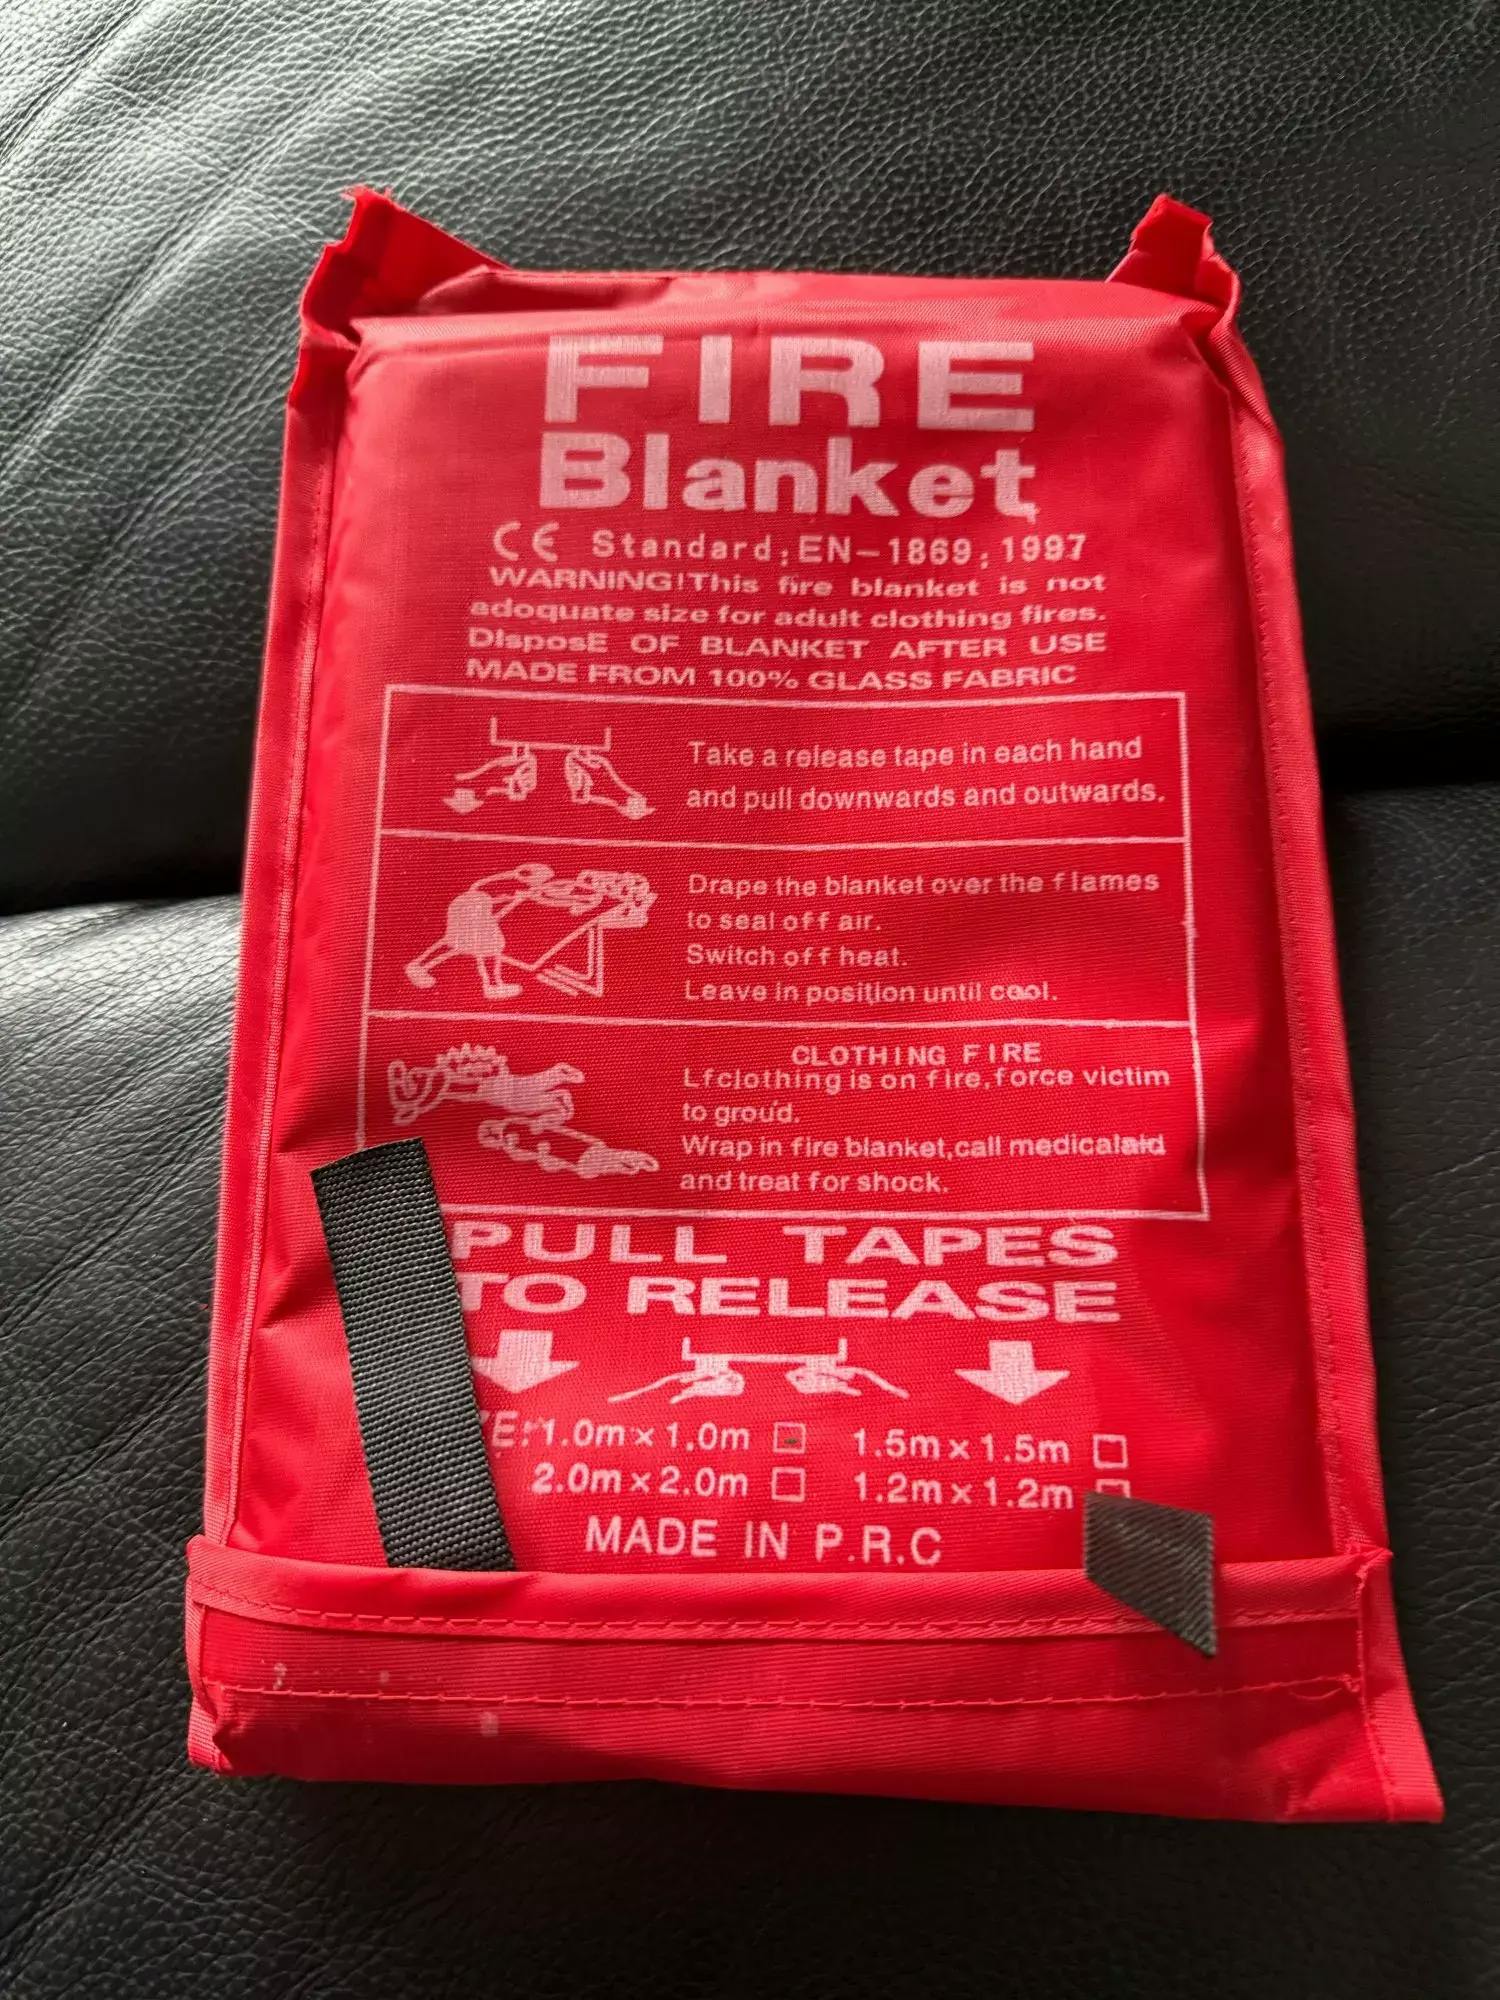 FIRE
Blanket
CE Standard:EN-1869:1997
WARNING!This fire blanket is not
adoquate size for adult clothing fires.
DIsposE OF BLANKET AFTER USE
MADE FROM 100% GLASS FABRIC
Take a release tape in each hand
and pull downwards and outwards.
Drape the blanket over the flames
to seal off air.
Switch off heat.
Leave in position until cool.
CLOTHING FIRE
Lfclothing is on fire,force victim
to grou'd.
Wrap in fire blanket,call medicalaid
and treat for shock.
PULL TAPES
TO RELEASE
1.0m×1.0m 1.5m×1.5m
2.0m×2.0m 1.2m×1.2m
MADE IN P.R.C